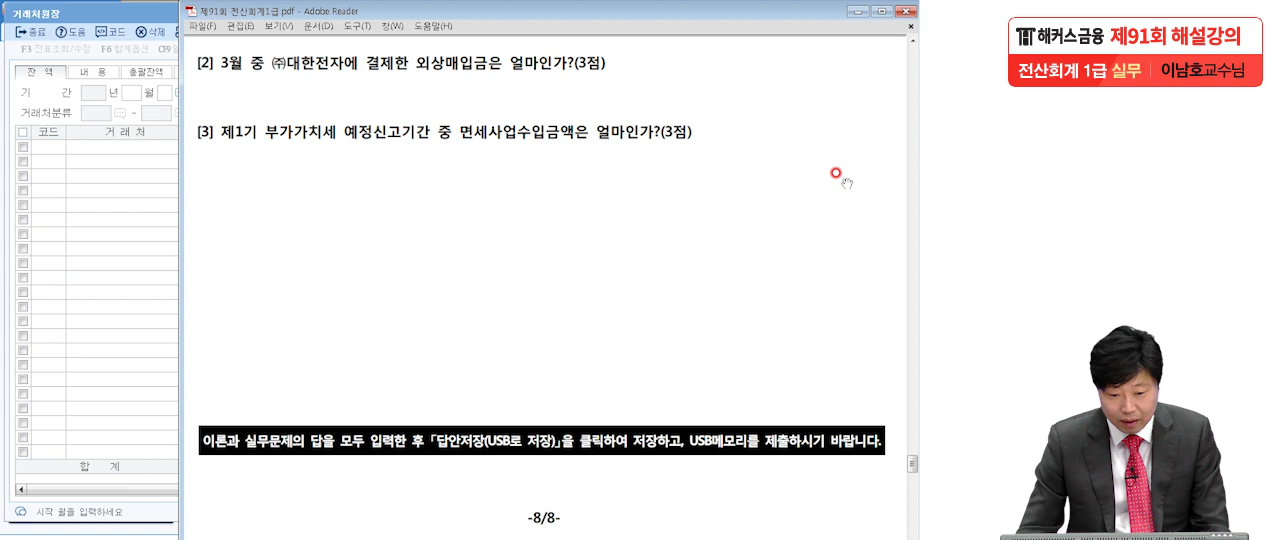 거래처원장
종료 도움 코드 삭제
F3 전표조회/수정 F6 합계옵션 CF9
잔 액 내 용 총괄잔액
기 간 년 월
거래처분류 ~
코드 거 래 처
합 계
시작 월을 입력하세요
제91회 전산회계1급.pdf - Adobe Reader
파일(F) 편집(E) 보기(V) 문서(D) 도구(T) 창(W) 도움말(H)
[2] 3월 중 ㈜대한전자에 결제한 외상매입금은 얼마인가?(3점)
[3] 제1기 부가가치세 예정신고기간 중 면세사업수입금액은 얼마인가?(3점)
이론과 실무문제의 답을 모두 입력한 후 「답안저장(USB로 저장)」을 클릭하여 저장하고, USB메모리를 제출하시기 바랍니다.
-8/8-
해커스금융 제91회 해설강의
전산회계 1급 실무 이남호교수님